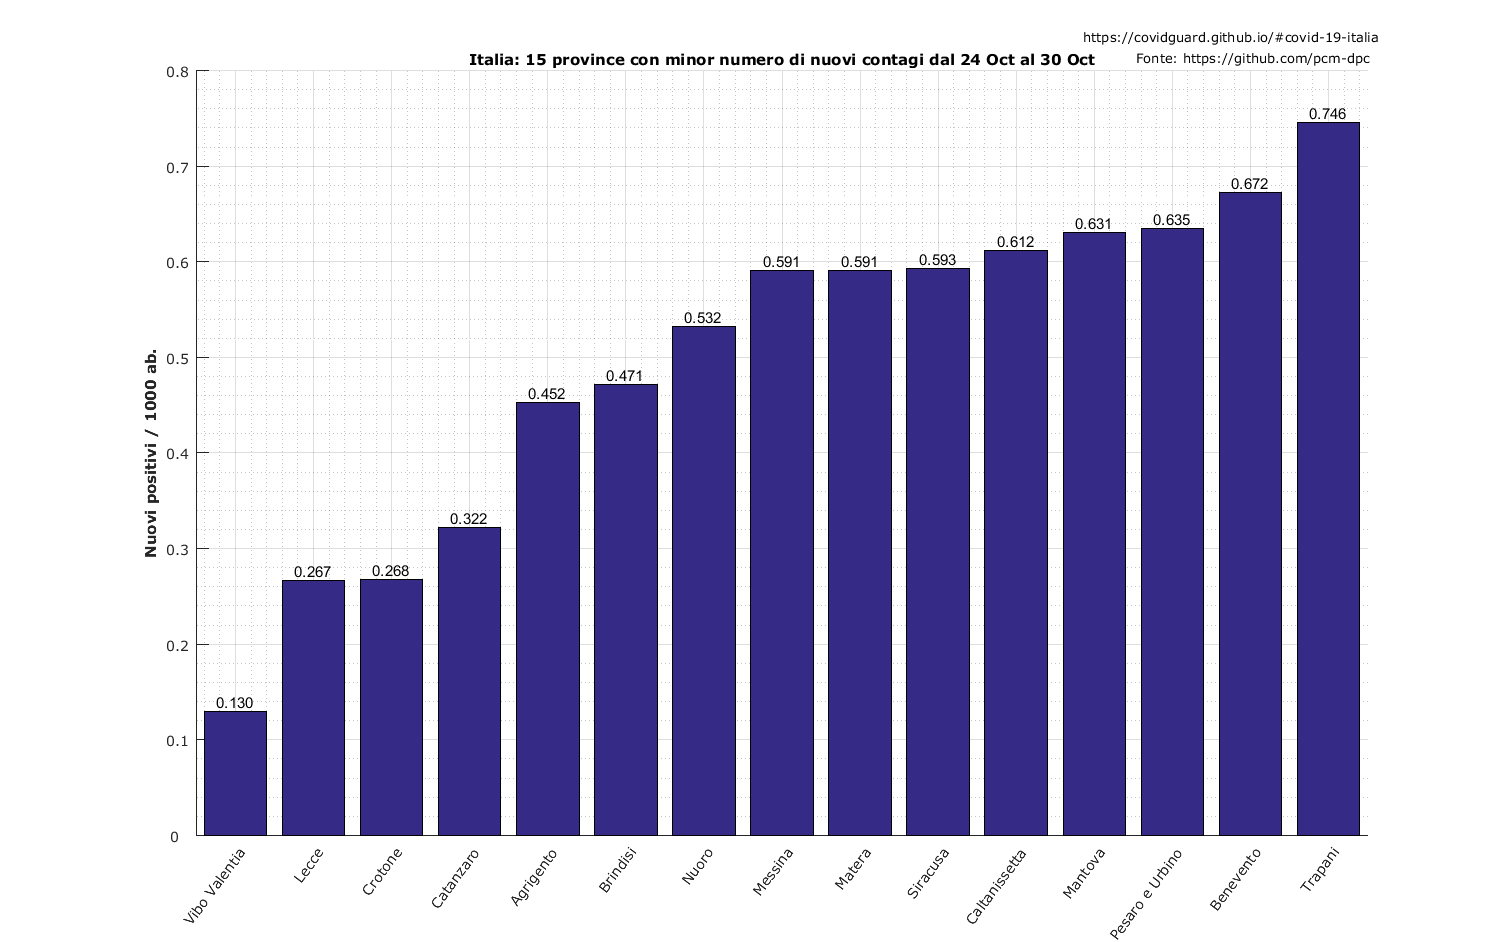 https://covidguard.github.io/#covid-19-italia
Italia: 15 province con minor numero di nuovi contagi dal 24 Oct al 30 Oct
Fonte: https://github.com/pcm-dpc
Nuovi positivi / 1000 ab.
0.8
0.7
0.6
0.5
0.4
0.3
0.2
0.1
0
0.130
0.267
0.268
0.322
0.452
0.471
0.532
0.591
0.591
0.593
0.612
0.631
0.635
0.672
0.746
Vibo Valentia
Lecce
Crotone
Catanzaro
Agrigento
Brindisi
Nuoro
Messina
Matera
Siracusa
Caltanissetta
Mantova
Pesaro e Urbino
Benevento
Trapani